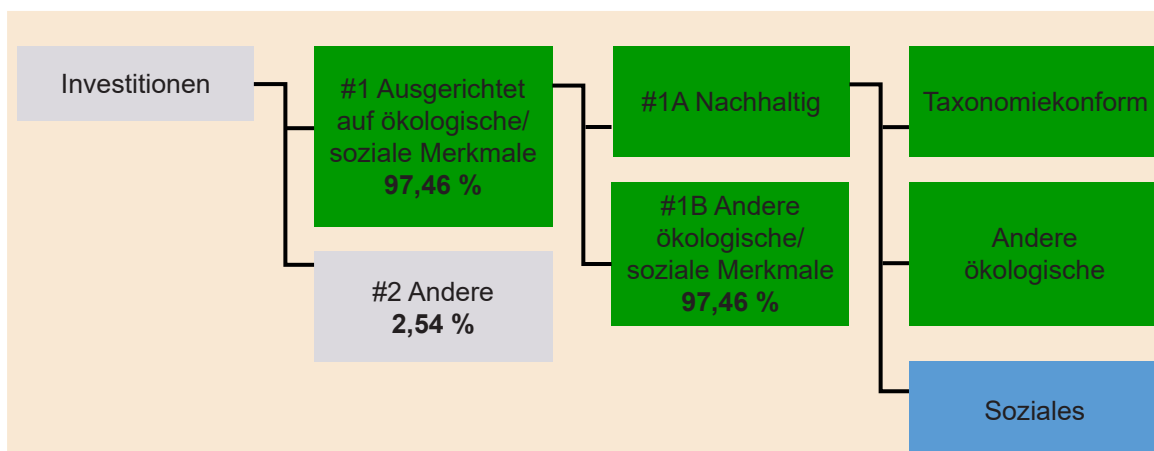 Investitionen
#1 Ausgerichtet
auf ökologische/
soziale Merkmale
97,46 %
#2 Andere
2,54 %
#1A Nachhaltig
#1B Andere
ökologische/
soziale Merkmale
97,46 %
Taxonomiekonform
Andere
ökologische
Soziales